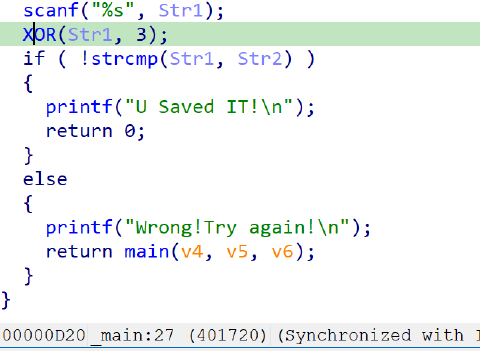 scanf("%s", Str1);
XOR(Str1, 3);
if ( !strcmp(Str1, Str2) )
{
printf("U Saved IT!\n");
return 0;
}
else
{
printf("Wrong!Try again!\n");
return main(v4, v5, v6);
}
}
00000D20 _main:27 (401720) (Synchronized with